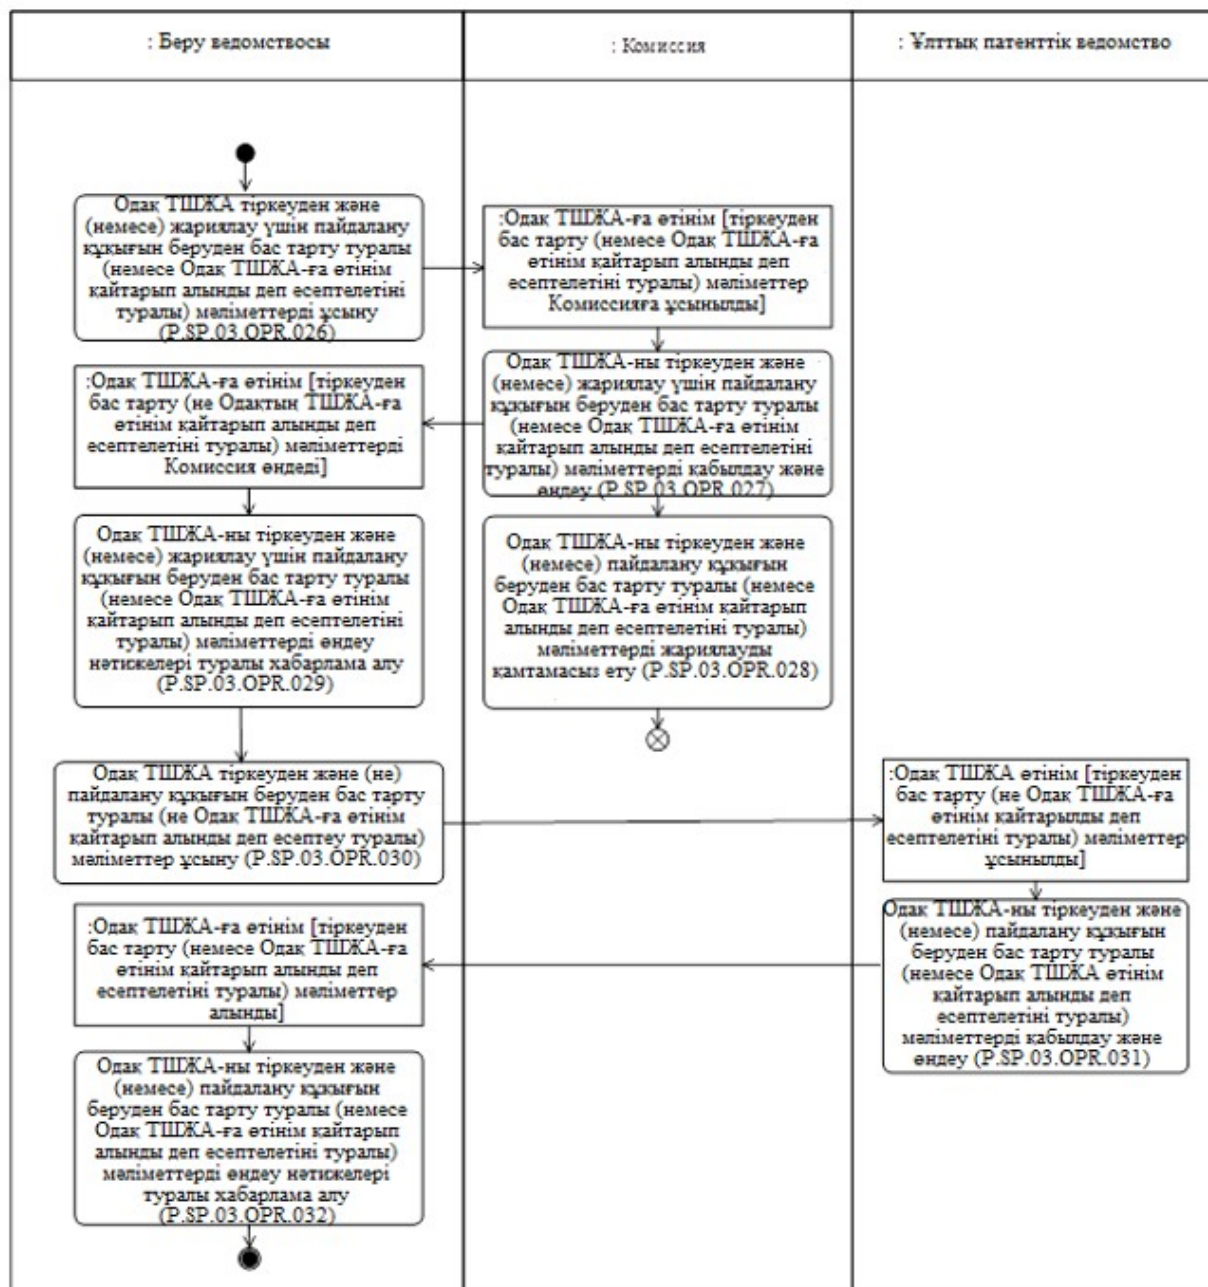 : Беру ведомствосы
: Комиссия
: Ұлттық патенттік ведомство
Одақ ТШЖА тіркеуден және
(немесе) жариялау үшін пайдалану
құқығын беруден бас тарту туралы
(немесе Одақ ТШЖА-ға өтінім
қайтарып алынды деп есептелетіні
туралы) мәліметтерді ұсыну
(P.SP.03.OPR.026)
:Одақ ТШЖА-ға өтінім [тіркеуден
бас тарту (немесе Одақ ТШЖА-ға
өтінім қайтарып алынды деп
есептелетіні туралы) мәліметтер
Комиссияға ұсынылды]
Одақ ТШЖА-ны тіркеуден және
(немесе) жариялау үшін пайдалану
құқығын беруден бас тарту туралы
(немесе Одақ ТШЖА-ға өтінім
қайтарып алынды деп есептелетіні
туралы) мәліметтерді қабылдау және
өңдеу (P.SP.03.OPR.027)
:Одақ ТШЖА-ға өтінім [тіркеуден
бас тарту (не Одақтың ТШЖА-ға
өтінім қайтарып алынды деп
есептелетіні туралы) мәліметтерді
Комиссия өңдеді]
Одақ ТШЖА-ны тіркеуден және
(немесе) жариялау үшін пайдалану
құқығын беруден бас тарту туралы
(немесе Одақ ТШЖА-ға өтінім
қайтарып алынды деп есептелетіні
туралы) мәліметтерді өңдеу
нәтижелері туралы хабарлама алу
(P.SP.03.OPR.029)
Одақ ТШЖА-ны тіркеуден және
(немесе) пайдалану құқығын
беруден бас тарту туралы (немесе
Одақ ТШЖА-ға өтінім қайтарып
алынды деп есептелетіні туралы)
мәліметтерді жариялауды
қамтамасыз ету (P.SP.03.OPR.028)
Одақ ТШЖА тіркеуден және (не)
пайдалану құқығын беруден бас тарту
туралы (не Одақ ТШЖА-ға өтінім
қайтарып алынды деп есептеу туралы)
мәліметтер ұсыну (P.SP.03.OPR.030)
:Одақ ТШЖА өтінім [тіркеуден
бас тарту (не Одақ ТШЖА-ға
өтінім қайтарылды деп
есептелетіні туралы) мәліметтер
ұсынылды]
Одақ ТШЖА-ны тіркеуден және
(немесе) пайдалану құқығын
беруден бас тарту туралы
(немесе Одақ ТШЖА өтінім
қайтарып алынды деп
есептелетіні туралы)
мәліметтерді қабылдау және
өңдеу (P.SP.03.OPR.031)
:Одақ ТШЖА-ға өтінім [тіркеуден
бас тарту (немесе Одақ ТШЖА-ға
өтінім қайтарып алынды деп
есептелетіні туралы) мәліметтер
алынды]
Одақ ТШЖА-ны тіркеуден және
(немесе) пайдалану құқығын
беруден бас тарту туралы (немесе
Одақ ТШЖА-ға өтінім қайтарып
алынды деп есептелетіні туралы)
мәліметтерді өңдеу нәтижелері
туралы хабарлама алу
(P.SP.03.OPR.032)